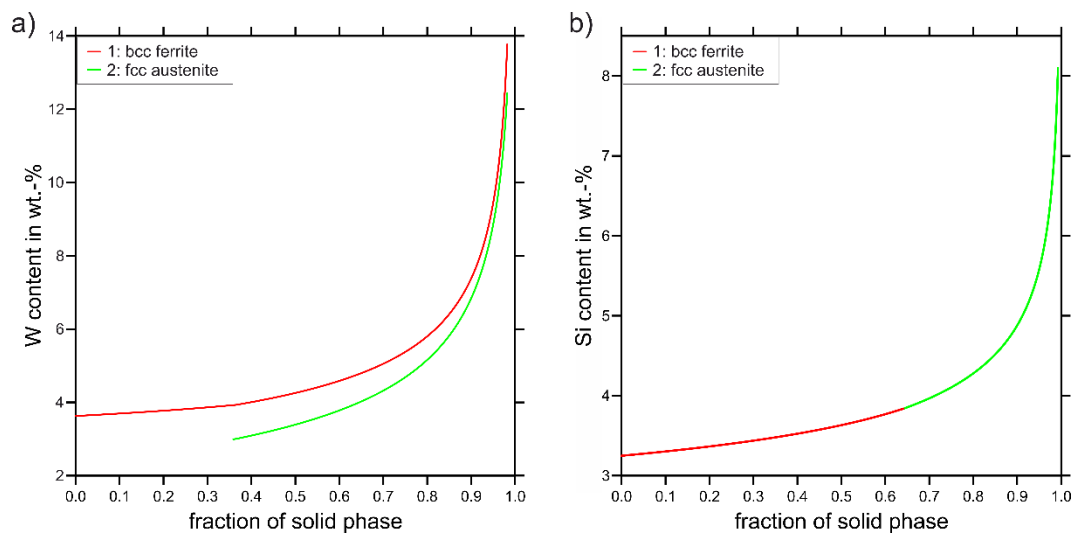 a)
W content in wt.-%
14
12
10
8
6
4
2
1: bcc ferrite
2: fcc austenite
0.0 0.1 0.2 0.3 0.4 0.5 0.6 0.7 0.8 0.9 1.0
fraction of solid phase
b)
Si content in wt.-%
8
7
6
5
4
3
1: bcc ferrite
2: fcc austenite
0.0 0.1 0.2 0.3 0.4 0.5 0.6 0.7 0.8 0.9 1.0
fraction of solid phase